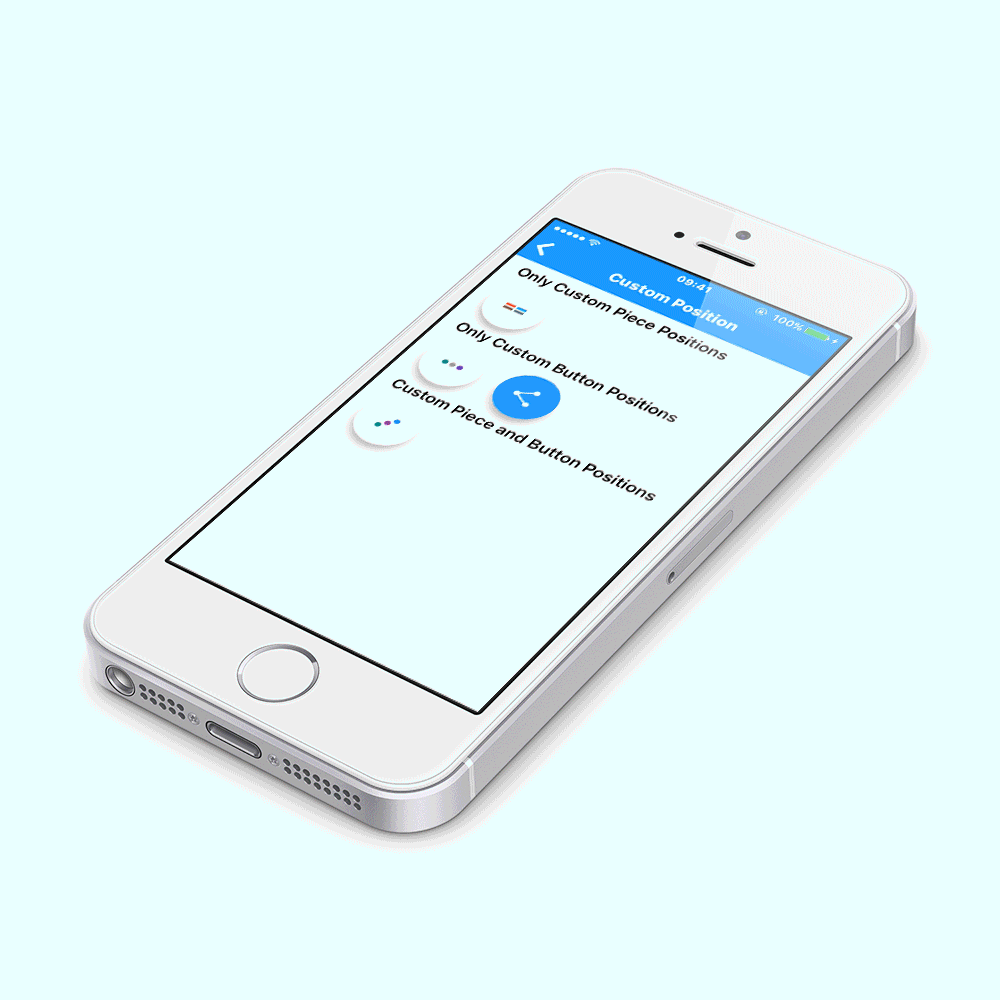 09:41
100%
Custom Position
Only Custom Piece Positions
Only Custom Button Positions
Custom Piece and Button Positions